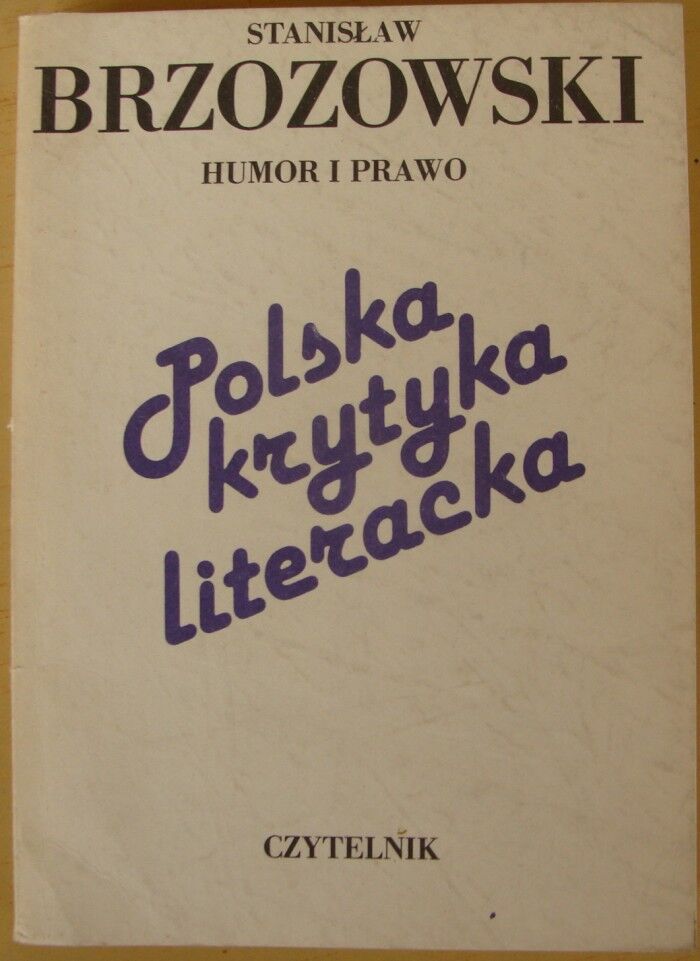 STANISŁAW
BRZOZOWSKI
HUMOR I PRAWO
Polska
krytyka
literacka
CZYTELNIK